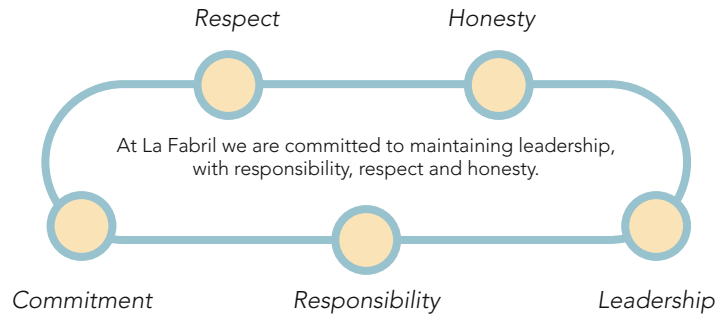 Respect
Honesty
At La Fabril we are committed to maintaining leadership,
with responsibility, respect and honesty.
Commitment
Responsibility
Leadership